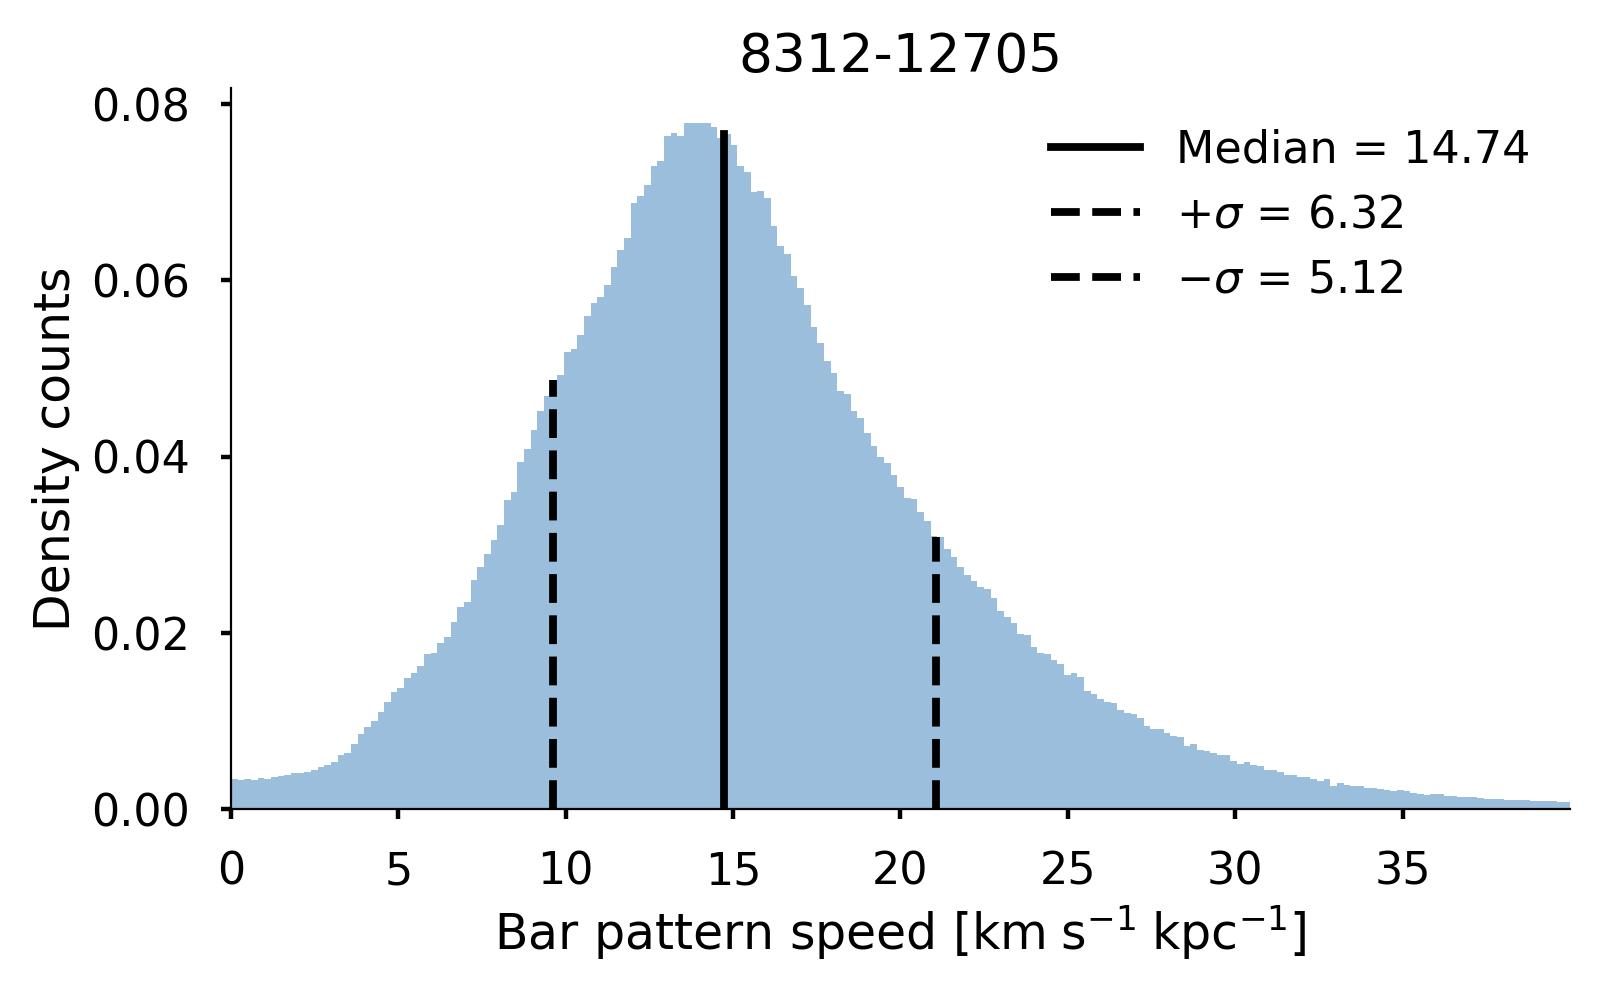 8312-12705
Median = 14.74
+σ = 6.32
−σ = 5.12
Density counts
0.08
0.06
0.04
0.02
0.00
0 5 10 15 20 25 30 35
Bar pattern speed [km s⁻¹ kpc⁻¹]